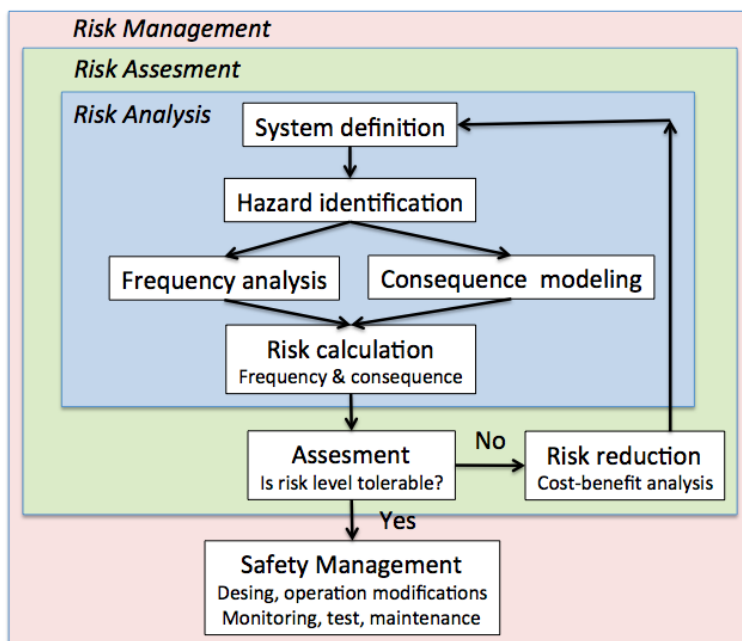 Risk Management
Risk Assesment
Risk Analysis
System definition
Hazard identification
Frequency analysis
Consequence modeling
Risk calculation
Frequency & consequence
Assesment
Is risk level tolerable?
No
Risk reduction
Cost-benefit analysis
Yes
Safety Management
Desing, operation modifications
Monitoring, test, maintenance